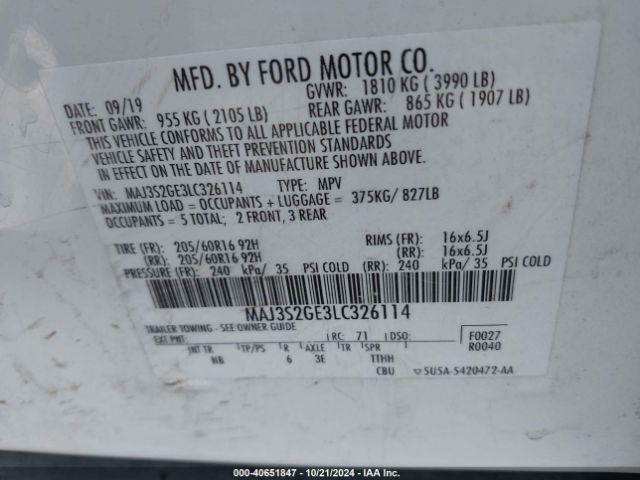 MFD. BY FORD MOTOR CO.
DATE: 09/19 GVWR: 1810 KG ( 3990 LB)
FRONT GAWR: 955 KG ( 2105 LB) REAR GAWR: 865 KG ( 1907 LB)
THIS VEHICLE CONFORMS TO ALL APPLICABLE FEDERAL MOTOR
VEHICLE SAFETY AND THEFT PREVENTION STANDARDS
IN EFFECT ON THE DATE OF MANUFACTURE SHOWN ABOVE.
VIN: MAJ3S2GE3LC326114 TYPE: MPV
MAXIMUM LOAD = OCCUPANTS + LUGGAGE = 375KG/ 827LB
OCCUPANTS = 5 TOTAL; 2 FRONT, 3 REAR
TIRE (FR): 205/60R16 92H RIMS (FR): 16x6.5J
(RR): 205/60R16 92H (RR): 16x6.5J
PRESSURE (FR): 240 kPa/ 35 PSI COLD (RR): 240 kPa/ 35 PSI COLD
MAJ3S2GE3LC326114
TRAILER TOWING - SEE OWNER GUIDE
EXT PNT: RC: 71 DSO: F0027
INT TR TP/PS R AXLE TR SPR R0040
NB 6 3E TTHH
CBU 5U5A-5420472-AA
000-40651847 - 10/21/2024 - IAA Inc.